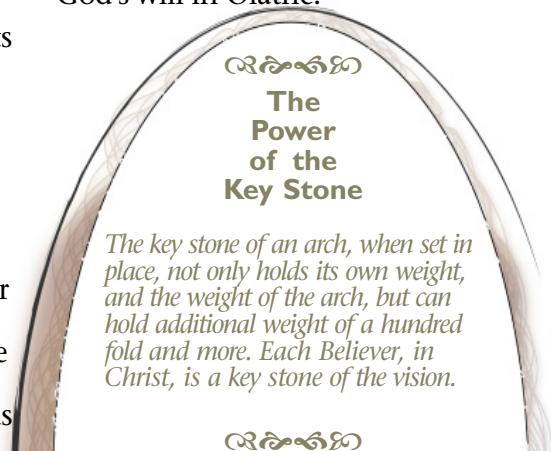 God's will in Olathe.
The
Power
of the
Key Stone
The key stone of an arch, when set in
place, not only holds its own weight,
and the weight of the arch, but can
hold additional weight of a hundred
fold and more. Each Believer, in
Christ, is a key stone of the vision.